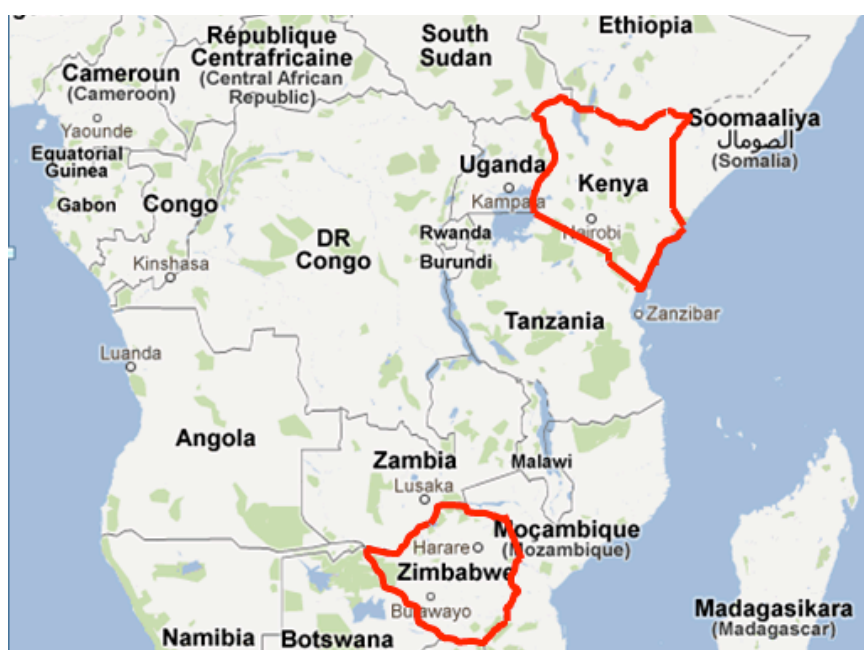 République
Centrafricaine
(Central African
Republic)
South
Sudan
Ethiopia
Cameroun
(Cameroon)
Yaounde
Equatorial
Guinea
Gabon
Congo
Kinshasa
DR
Congo
Uganda
Kampala
Rwanda
Burundi
Kenya
Nairobi
Soomaaliya
الصومال
(Somalia)
Tanzania
Zanzibar
Luanda
Angola
Zambia
Lusaka
Malawi
Moçambique
(Mozambique)
Harare
Zimbabwe
Bulawayo
Namibia
Botswana
Madagasikara
(Madagascar)